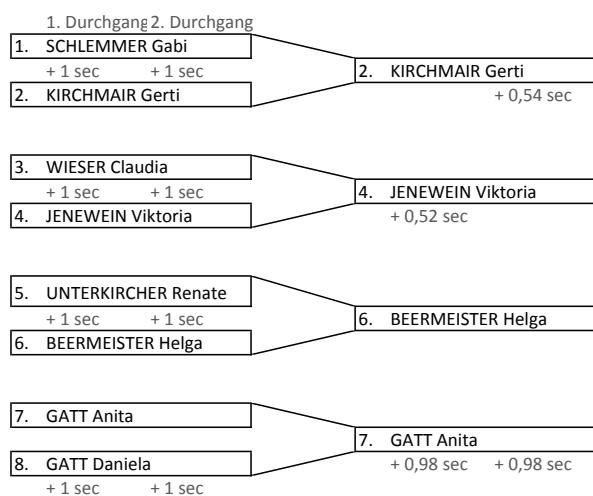 1. Durchgang 2. Durchgang
1. SCHLEMMER Gabi
+ 1 sec + 1 sec
2. KIRCHMAIR Gerti
2. KIRCHMAIR Gerti
+ 0,54 sec
3. WIESER Claudia
+ 1 sec + 1 sec
4. JENEWEIN Viktoria
4. JENEWEIN Viktoria
+ 0,52 sec
5. UNTERKIRCHER Renate
+ 1 sec + 1 sec
6. BEERMEISTER Helga
6. BEERMEISTER Helga
7. GATT Anita
7. GATT Anita
8. GATT Daniela
+ 0,98 sec + 0,98 sec
+ 1 sec + 1 sec